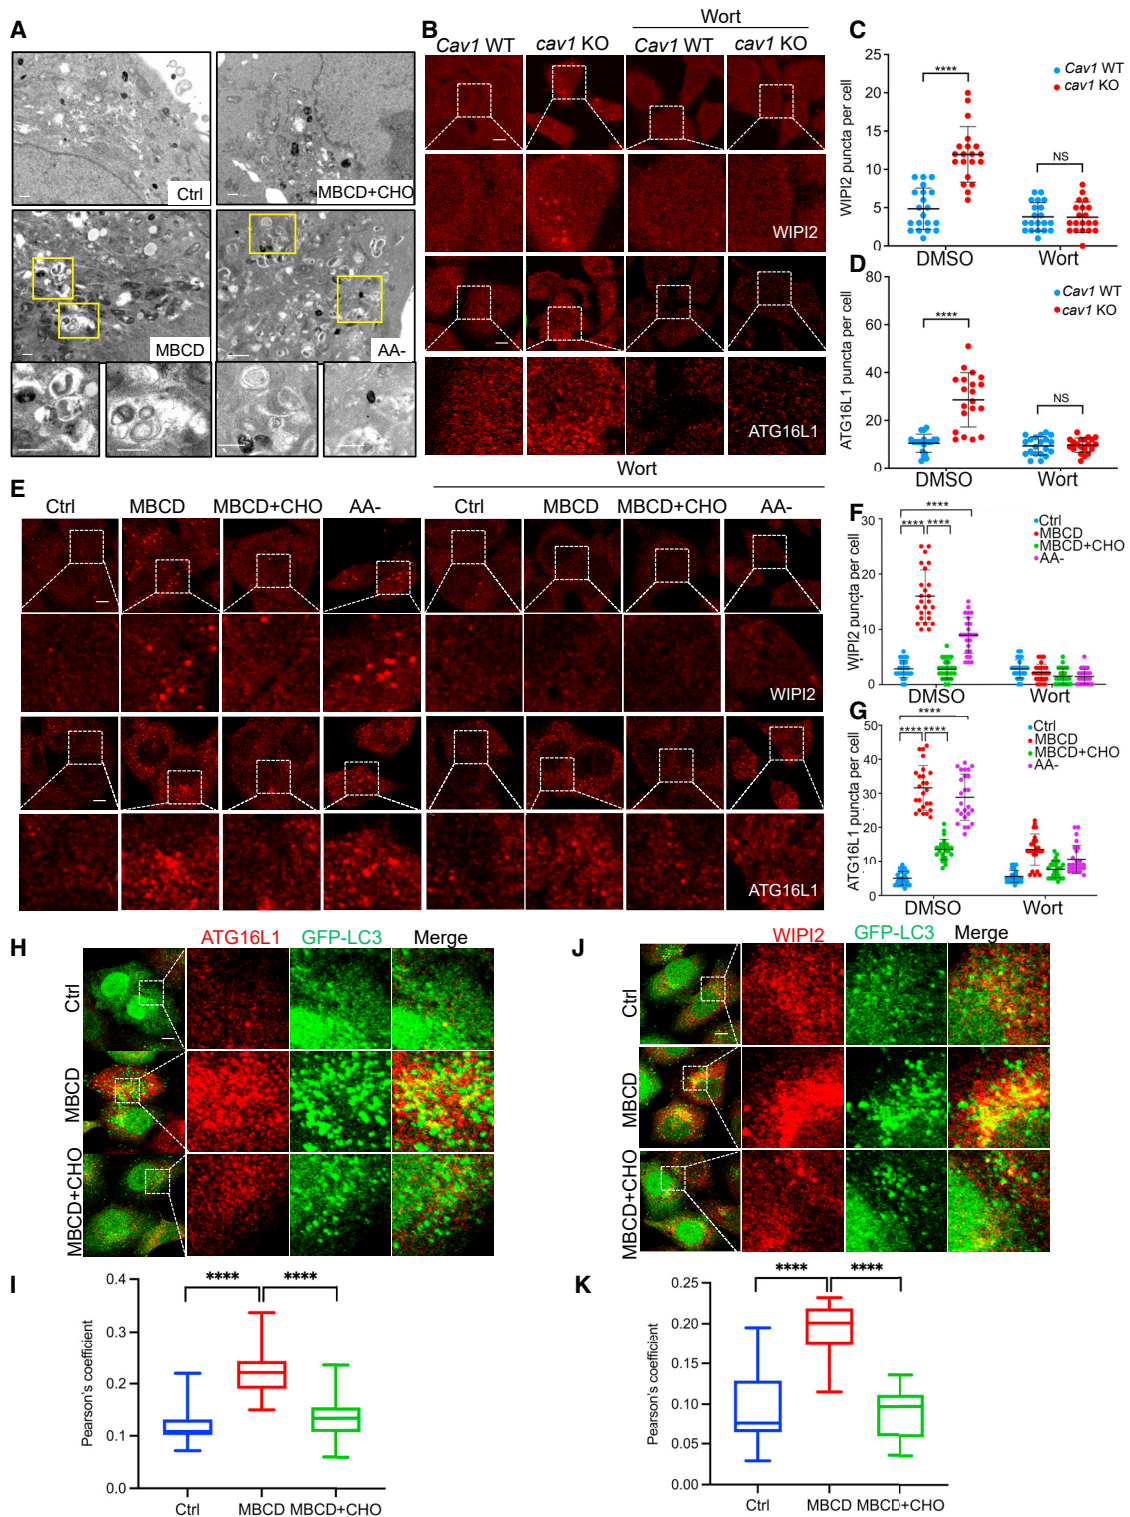 A
Ctrl
MBCD+CHO
MBCD
AA-
B
Wort
Cav1 WT
cav1 KO
Cav1 WT
cav1 KO
WIPI2
ATG16L1
C
WIPI2 puncta per cell
25
20
15
10
5
0
****
NS
Cav1 WT
cav1 KO
DMSO
Wort
D
ATG16L1 puncta per cell
80
60
40
20
0
****
NS
Cav1 WT
cav1 KO
DMSO
Wort
E
Wort
Ctrl
MBCD
MBCD+CHO
AA-
Ctrl
MBCD
MBCD+CHO
AA-
WIPI2
ATG16L1
F
WIPI2 puncta per cell
30
20
10
0
****
**** ****
Ctrl
MBCD
MBCD+CHO
AA-
DMSO
Wort
G
ATG16L1 puncta per cell
50
40
30
20
10
0
****
**** ****
Ctrl
MBCD
MBCD+CHO
AA-
DMSO
Wort
H
ATG16L1
GFP-LC3
Merge
Ctrl
MBCD
MBCD+CHO
J
WIPI2
GFP-LC3
Merge
Ctrl
MBCD
MBCD+CHO
I
Pearson's coefficient
0.4
0.3
0.2
0.1
0.0
****
****
Ctrl
MBCD
MBCD+CHO
K
Pearson's coefficient
0.25
0.20
0.15
0.10
0.05
0.00
****
****
Ctrl
MBCD
MBCD+CHO